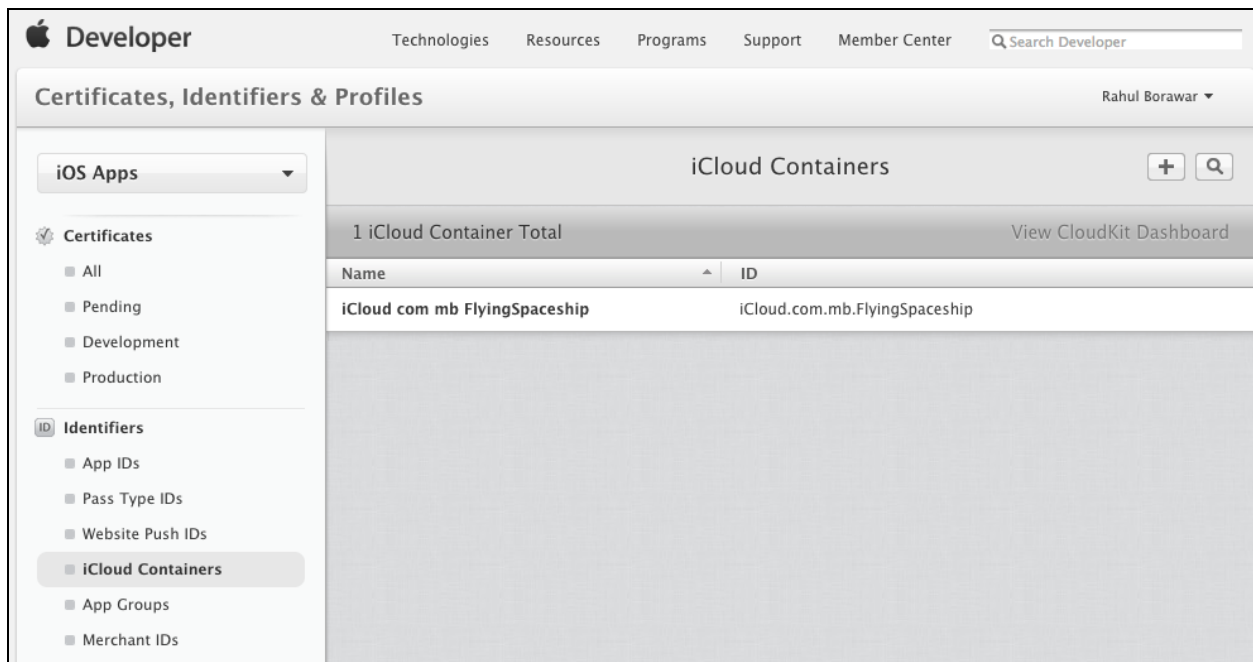 Developer
Technologies Resources Programs Support Member Center Search Developer
Certificates, Identifiers & Profiles
Rahul Borawar
iOS Apps
Certificates
All
Pending
Development
Production
ID Identifiers
App IDs
Pass Type IDs
Website Push IDs
iCloud Containers
App Groups
Merchant IDs
iCloud Containers
1 iCloud Container Total View CloudKit Dashboard
Name ID
iCloud com mb FlyingSpaceship iCloud.com.mb.FlyingSpaceship